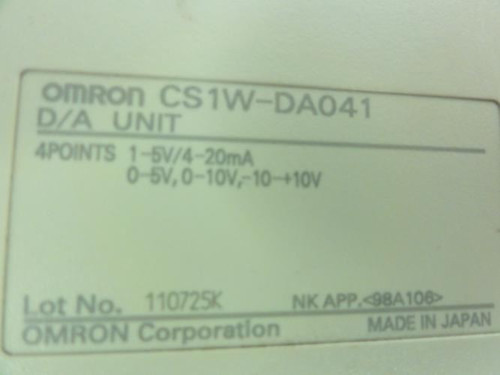 OMRON CS1W-DA041
D/A UNIT
4POINTS 1-5V/4-20mA
0-5V, 0-10V, -10-+10V
Lot No. 110725K NK APP.<98A106>
OMRON Corporation MADE IN JAPAN